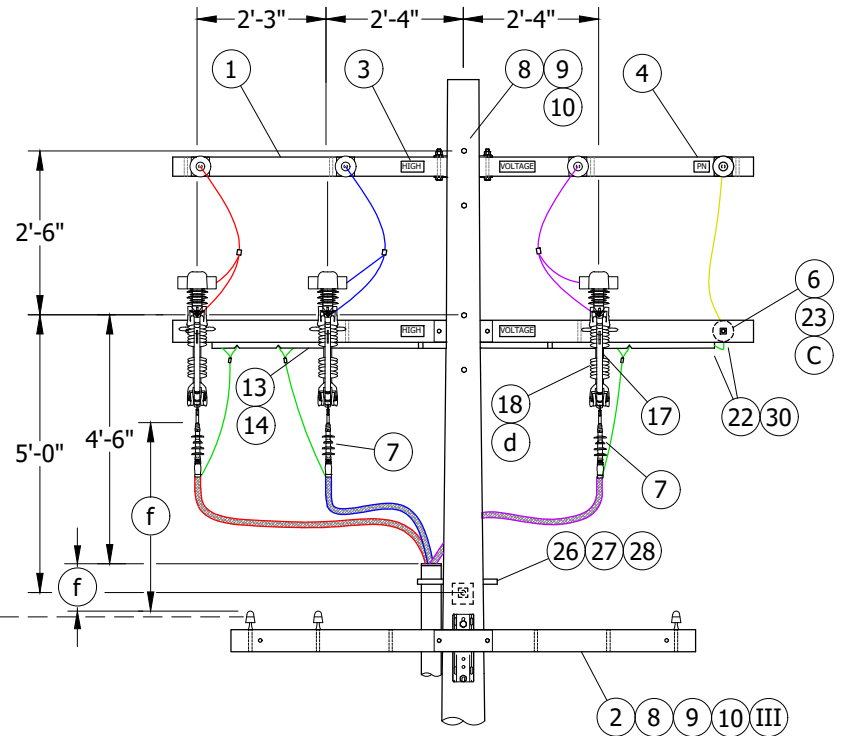 2'-3" 2'-4" 2'-4"
1 3 8 9 4
10
HIGH VOLTAGE PN
2'-6"
6
HIGH VOLTAGE 23
C
13 18 17 22 30
14 d
5'-0" 4'-6" 7
7
f
26 27 28
f
2 8 9 10 III